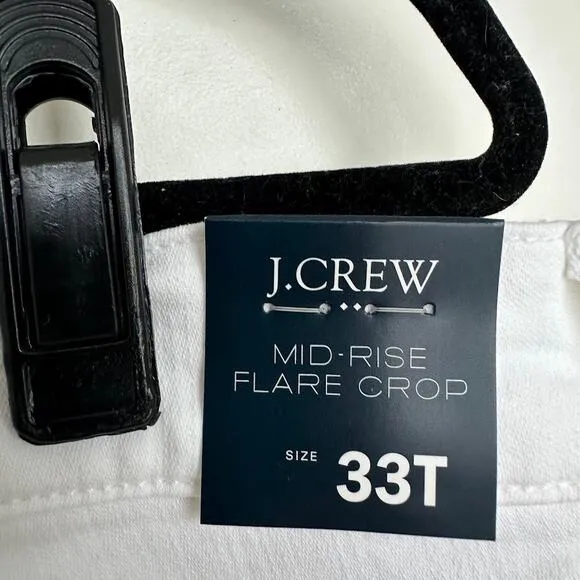 J.CREW
MID-RISE
FLARE CROP
SIZE 33T